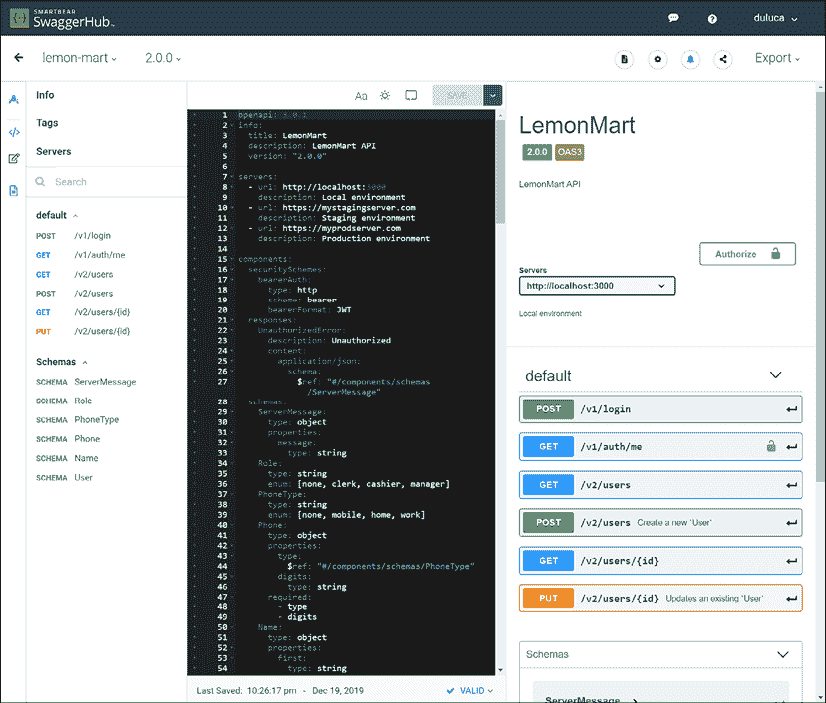 SMARTBEAR
SwaggerHub™
duluca
lemon-mart
2.0.0
Export
Info
Tags
Servers
Search
default
POST /v1/login
GET /v1/auth/me
GET /v2/users
POST /v2/users
GET /v2/users/{id}
PUT /v2/users/{id}
Schemas
SCHEMA ServerMessage
SCHEMA Role
SCHEMA PhoneType
SCHEMA Phone
SCHEMA Name
SCHEMA User
Aa
SAVE
1 openapi: 3.0.1
2 info:
3 title: LemonMart
4 description: LemonMart API
5 version: "2.0.0"
6
7 servers:
8 - url: http://localhost:3000
9 description: Local environment
10 - url: https://mystagingserver.com
11 description: Staging environment
12 - url: https://myprodserver.com
13 description: Production environment
14
15 components:
16 securitySchemes:
17 bearerAuth:
18 type: http
19 scheme: bearer
20 bearerFormat: JWT
21 responses:
22 UnauthorizedError:
23 description: Unauthorized
24 content:
25 application/json:
26 schema:
27 $ref: "#/components/schemas
/ServerMessage"
28 schemas:
29 ServerMessage:
30 type: object
31 properties:
32 message:
33 type: string
34 Role:
35 type: string
36 enum: [none, clerk, cashier, manager]
37 PhoneType:
38 type: string
39 enum: [none, mobile, home, work]
40 Phone:
41 type: object
42 properties:
43 type:
44 $ref: "#/components/schemas/PhoneType"
45 digits:
46 type: string
47 required:
48 - type
49 - digits
50 Name:
51 type: object
52 properties:
53 first:
54 type: string
Last Saved: 10:26:17 pm - Dec 19, 2019
VALID
LemonMart
2.0.0 OAS3
LemonMart API
Authorize
Servers
http://localhost:3000
Local environment
default
POST /v1/login
GET /v1/auth/me
GET /v2/users
POST /v2/users Create a new 'User'
GET /v2/users/{id}
PUT /v2/users/{id} Updates an existing 'User'
Schemas
ServerMessage